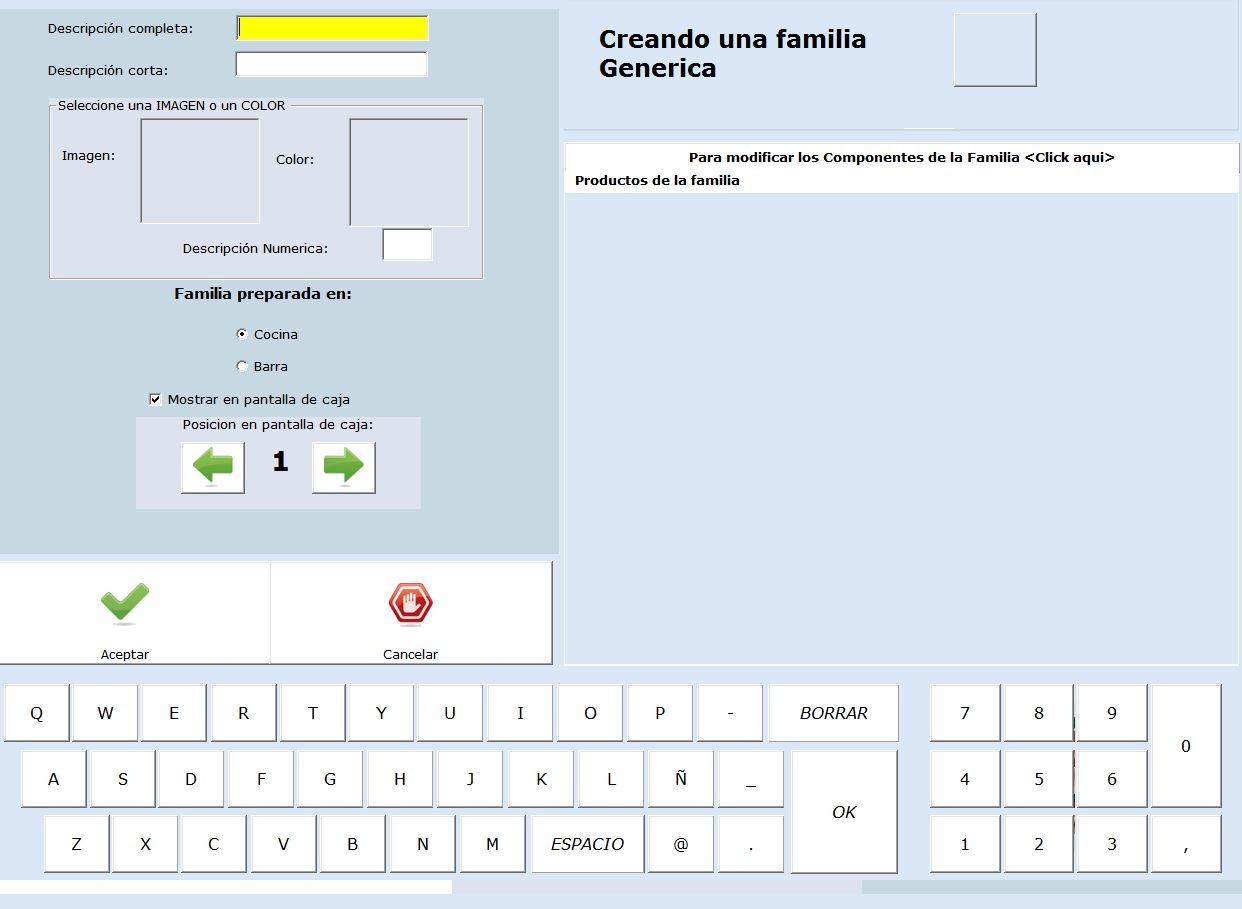 Descripción completa:
Descripción corta:
Seleccione una IMAGEN o un COLOR
Imagen:
Color:
Descripción Numerica:
Familia preparada en:
Cocina
Barra
Mostrar en pantalla de caja
Posicion en pantalla de caja:
1
Aceptar
Cancelar
Creando una familia
Generica
Para modificar los Componentes de la Familia <Click aqui>
Productos de la familia
Q W E R T Y U I O P - BORRAR 7 8 9 0
A S D F G H J K L Ñ _ OK 4 5 6
Z X C V B N M ESPACIO @ . 1 2 3 ,